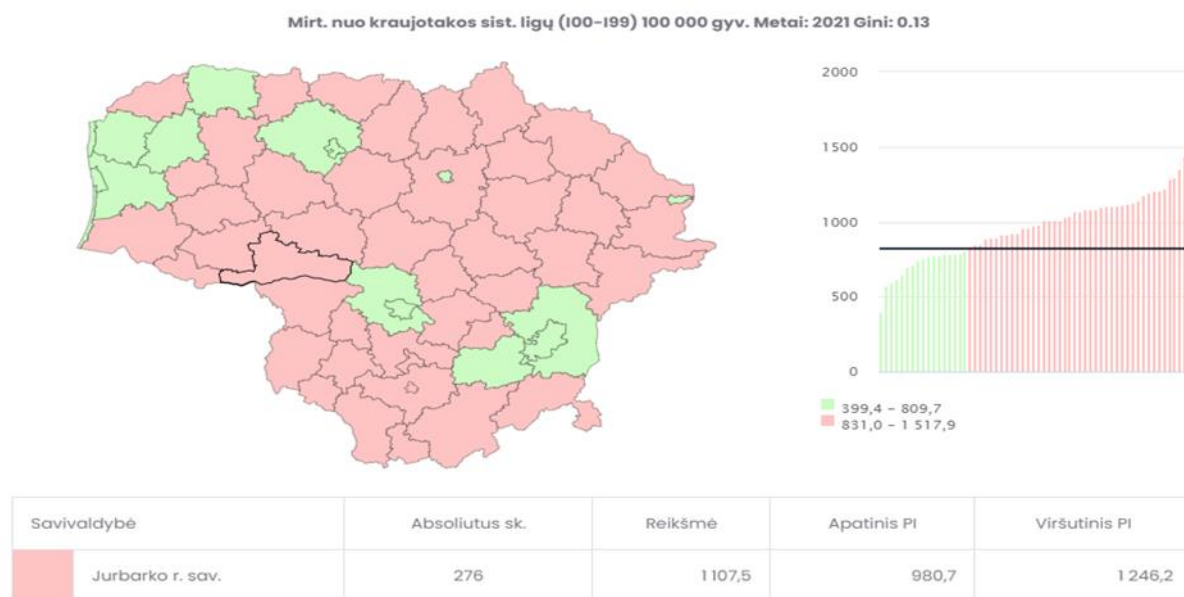 Mirt. nuo kraujotakos sist. ligų (I00-I99) 100 000 gyv. Metai: 2021 Gini: 0.13
2000
1500
1000
500
0
399,4 - 809,7
831,0 - 1 517,9
Savivaldybė Absoliutus sk. Reikšmė Apatinis PI Viršutinis PI
Jurbarko r. sav. 276 1 107,5 980,7 1 246,2